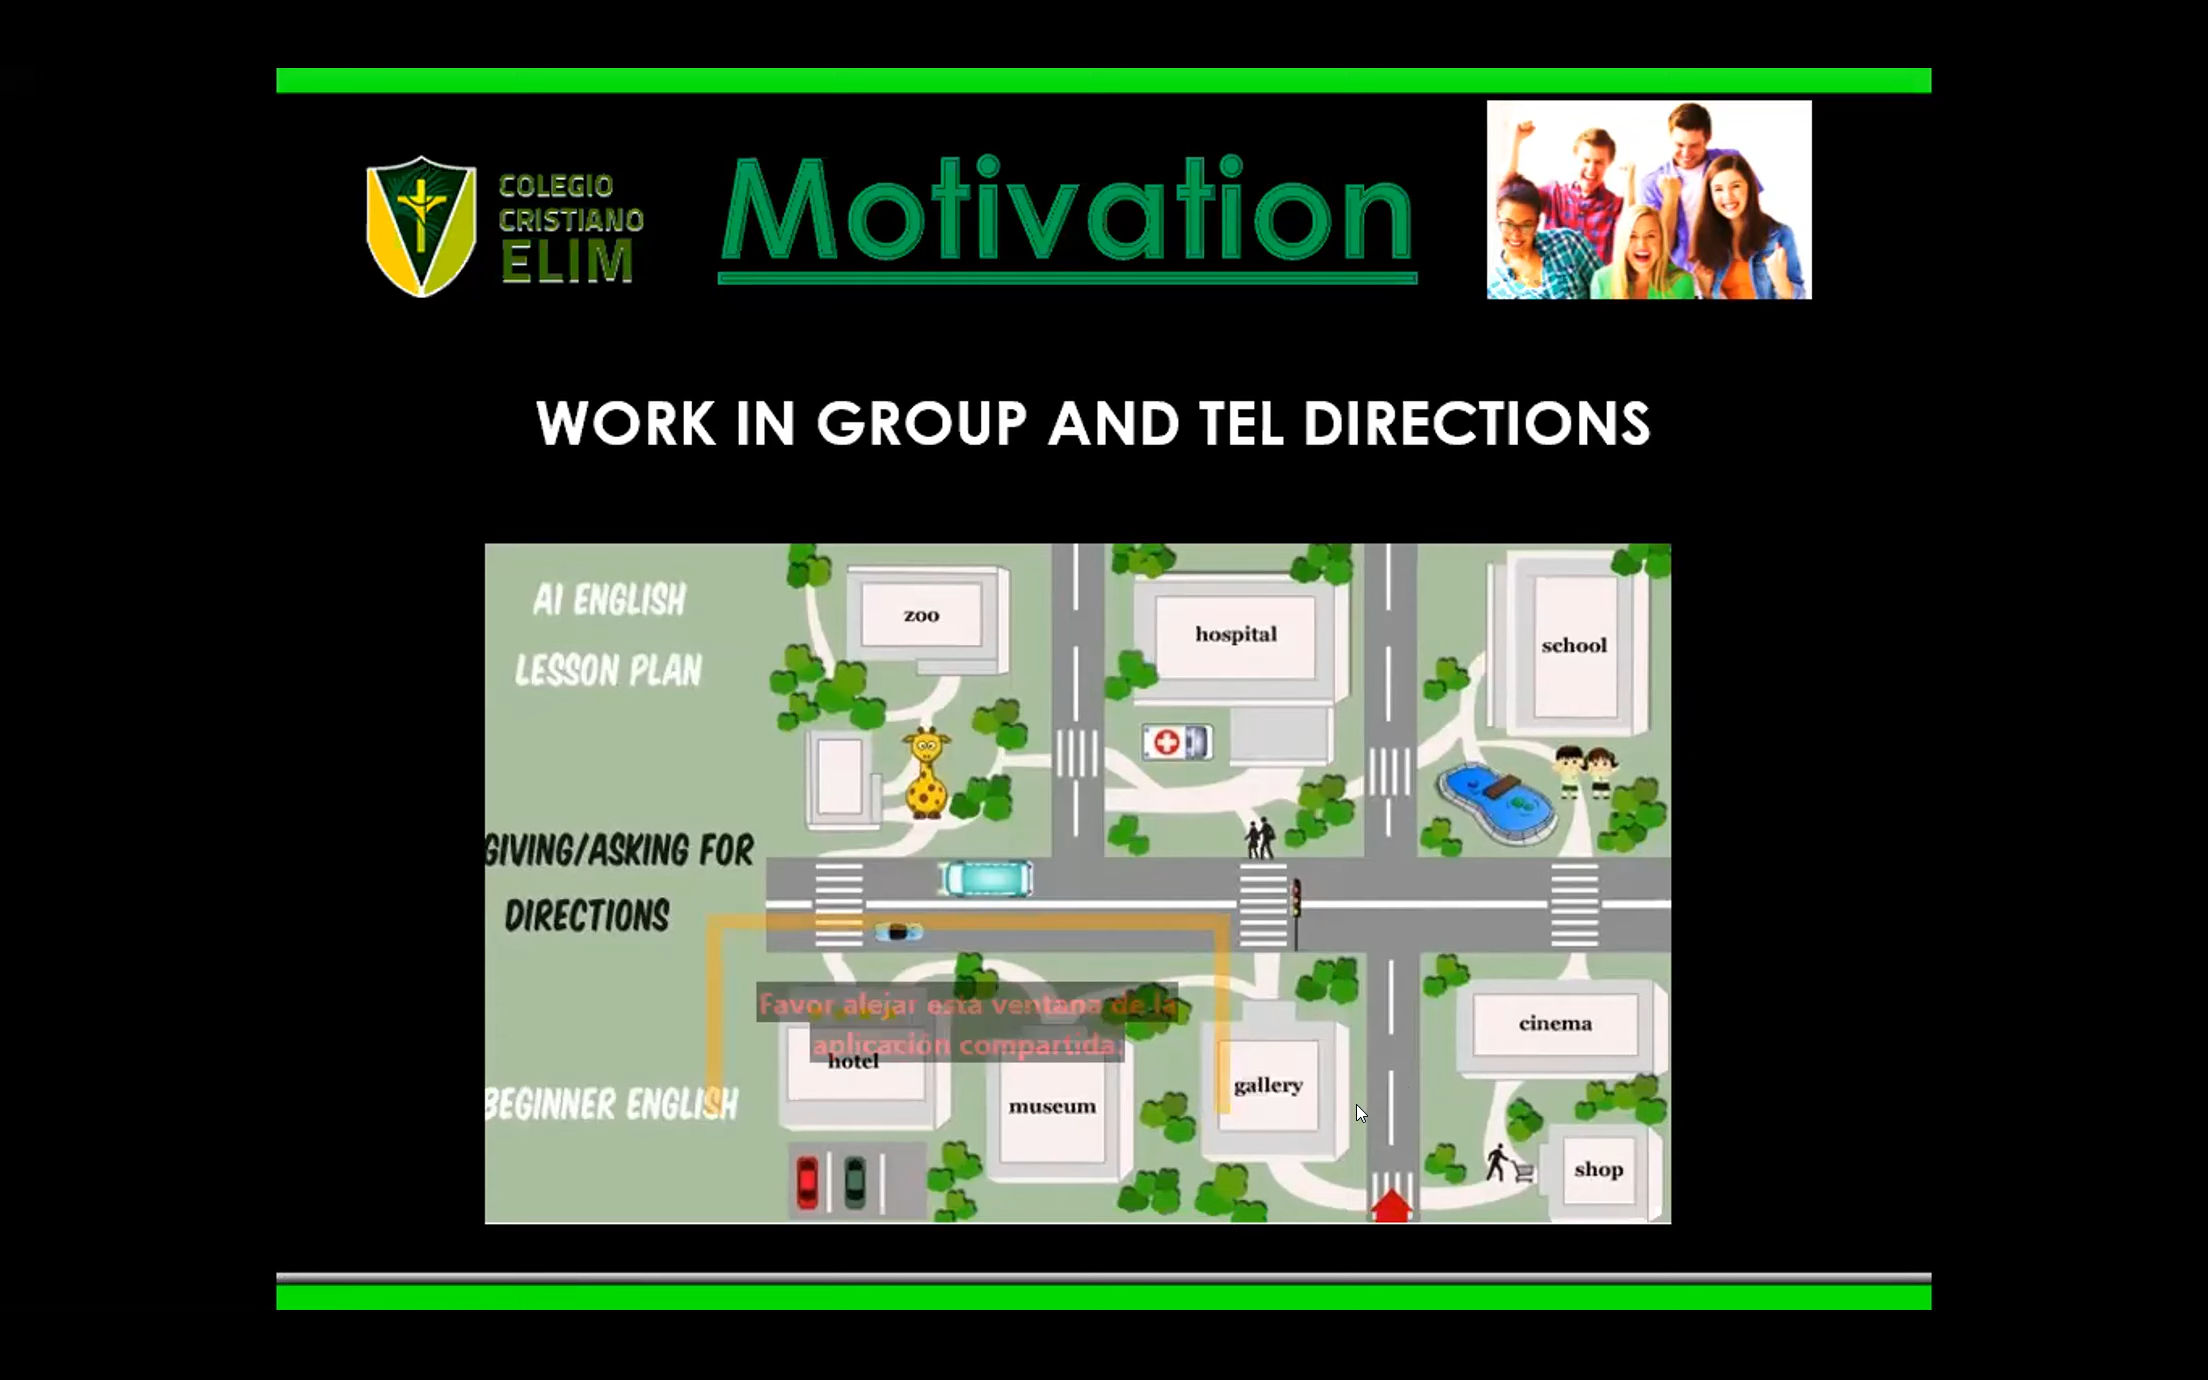 COLEGIO
CRISTIANO
ELIM
Motivation
WORK IN GROUP AND TEL DIRECTIONS
A1 ENGLISH
LESSON PLAN
GIVING/ASKING FOR
DIRECTIONS
BEGINNER ENGLISH
zoo
hospital
school
Favor alejar esta ventana de la
aplicación compartida.
hotel
museum
gallery
cinema
shop